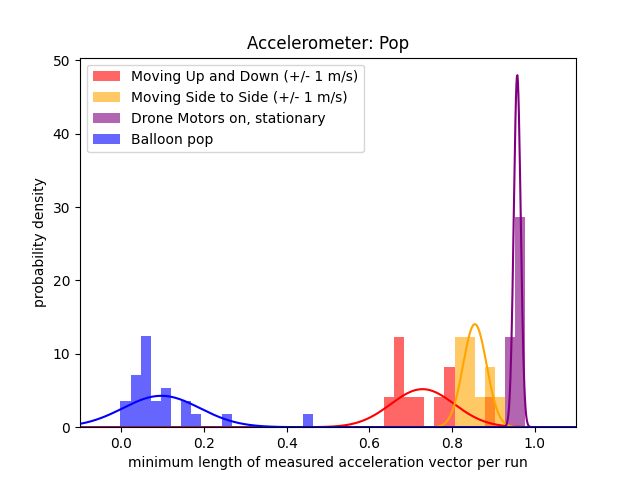 Accelerometer: Pop
Moving Up and Down (+/- 1 m/s)
Moving Side to Side (+/- 1 m/s)
Drone Motors on, stationary
Balloon pop
probability density
50
40
30
20
10
0
0.0 0.2 0.4 0.6 0.8 1.0
minimum length of measured acceleration vector per run